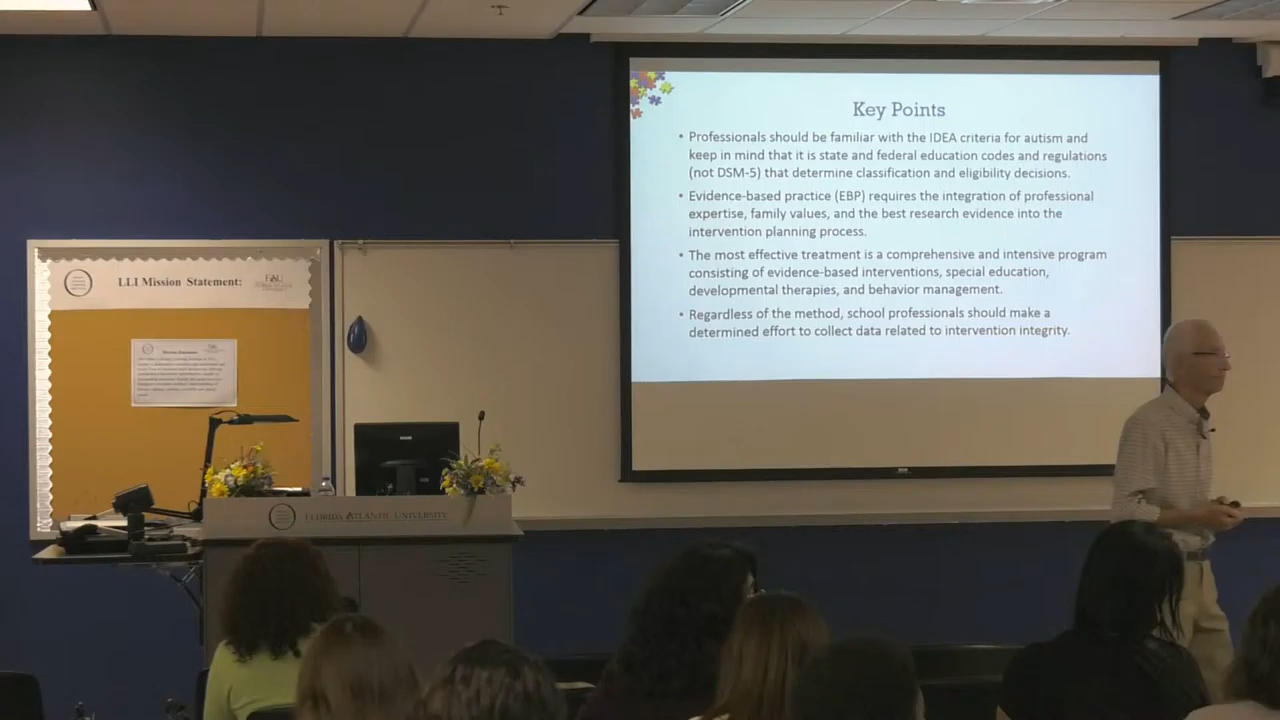 Key Points
• Professionals should be familiar with the IDEA criteria for autism and
keep in mind that it is state and federal education codes and regulations
(not DSM-5) that determine classification and eligibility decisions.
• Evidence-based practice (EBP) requires the integration of professional
expertise, family values, and the best research evidence into the
intervention planning process.
• The most effective treatment is a comprehensive and intensive program
consisting of evidence-based interventions, special education,
developmental therapies, and behavior management.
• Regardless of the method, school professionals should make a
determined effort to collect data related to intervention integrity.
LLI Mission Statement:
FAU
FLORIDA ATLANTIC UNIVERSITY